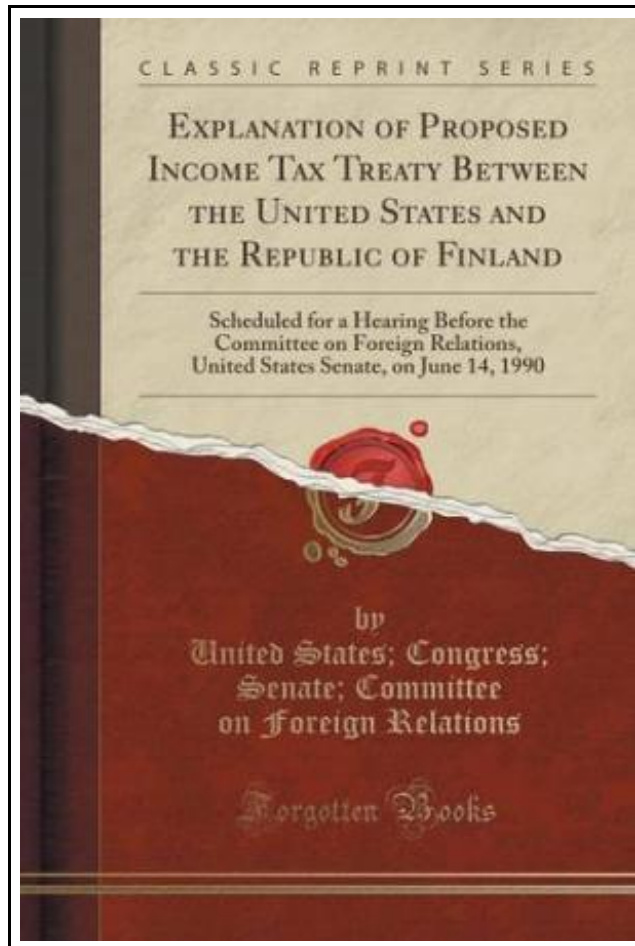 CLASSIC REPRINT SERIES
EXPLANATION OF PROPOSED
INCOME TAX TREATY BETWEEN
THE UNITED STATES AND
THE REPUBLIC OF FINLAND
Scheduled for a Hearing Before the
Committee on Foreign Relations,
United States Senate, on June 14, 1990
by
United States; Congress;
Senate; Committee
on Foreign Relations
Forgotten Books